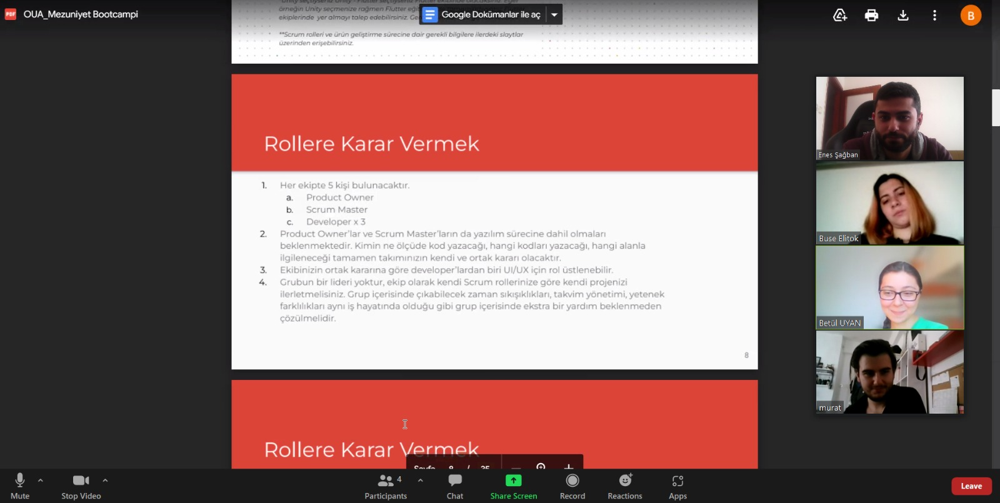 OUA_Mezuniyet Bootcampi
Google Dokümanlar ile aç
B
örneğin Unity seçmenize rağmen Flutter
ekiplerinde yer almayı talep edebilirsiniz.
**Scrum rolleri ve ürün geliştirme sürecine dair gerekli bilgilere ilerdeki slaytlar
üzerinden erişebilirsiniz.
Rollere Karar Vermek
1. Her ekipte 5 kişi bulunacaktır.
a. Product Owner
b. Scrum Master
c. Developer x 3
2. Product Owner'lar ve Scrum Master'ların da yazılım sürecine dahil olmaları
beklenmektedir. Kimin ne ölçüde kod yazacağı, hangi kodları yazacağı, hangi alanla
ilgileneceği tamamen takımınızın kendi ve ortak kararı olacaktır.
3. Ekibinizin ortak kararına göre developer'lardan biri UI/UX için rol üstlenebilir.
4. Grubun bir lideri yoktur, ekip olarak kendi Scrum rollerinize göre kendi projenizi
ilerletmelisiniz. Grup içerisinde çıkabilecek zaman sıkışıklıkları, takvim yönetimi, yetenek
farklılıkları aynı iş hayatında olduğu gibi grup içerisinde ekstra bir yardım beklenmeden
çözülmelidir.
8
Rollere Karar Vermek
Sayfa 8 / 35
Enes Şağban
Buse Elitok
Betül UYAN
murat
Mute
Stop Video
Participants 4
Chat
Share Screen
Record
Reactions
Apps
Leave